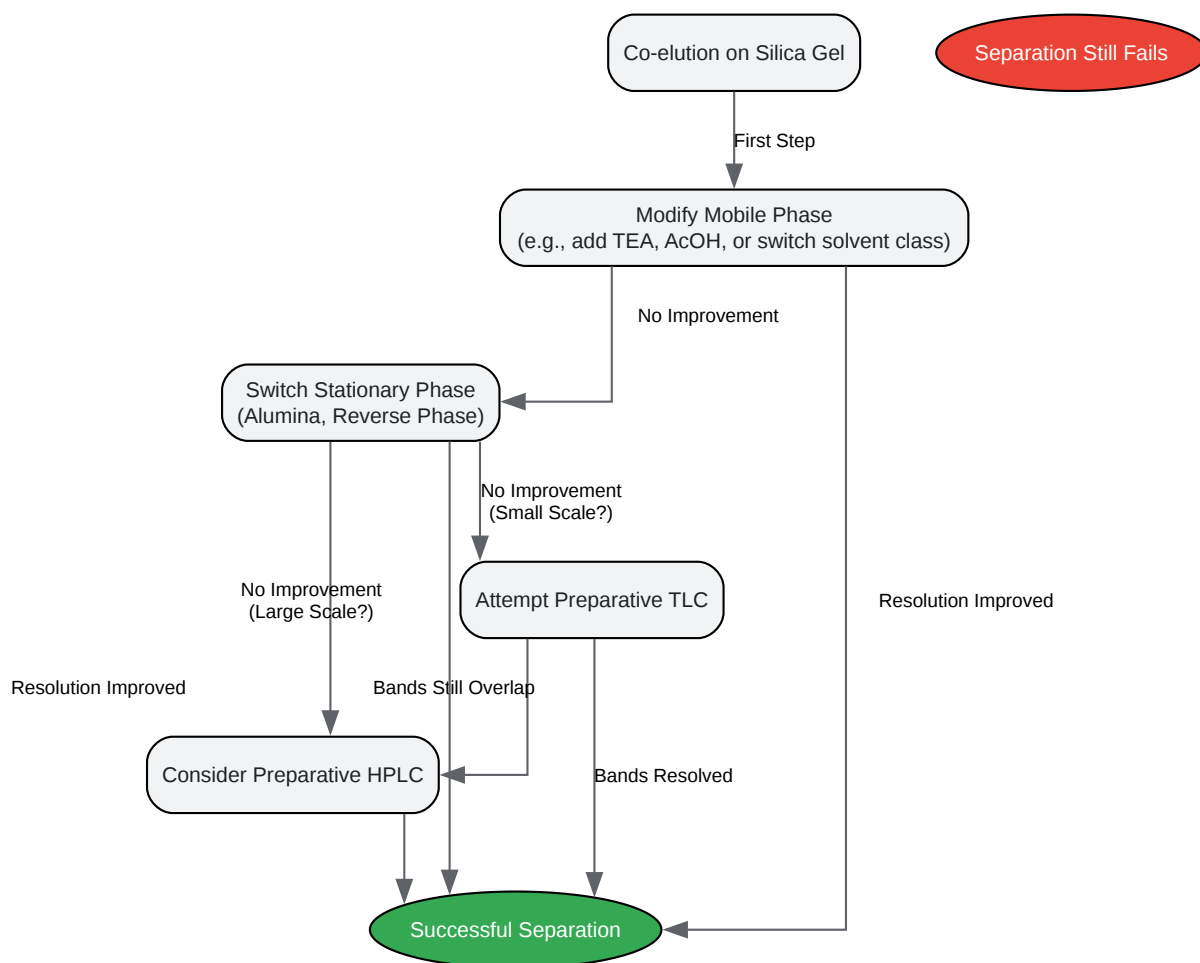 Co-elution on Silica Gel
Separation Still Fails
First Step
Modify Mobile Phase
(e.g., add TEA, AcOH, or switch solvent class)
No Improvement
Switch Stationary Phase
(Alumina, Reverse Phase)
No Improvement
(Small Scale?)
No Improvement
(Large Scale?)
Attempt Preparative TLC
Resolution Improved
Resolution Improved
Bands Still Overlap
Consider Preparative HPLC
Bands Resolved
Successful Separation